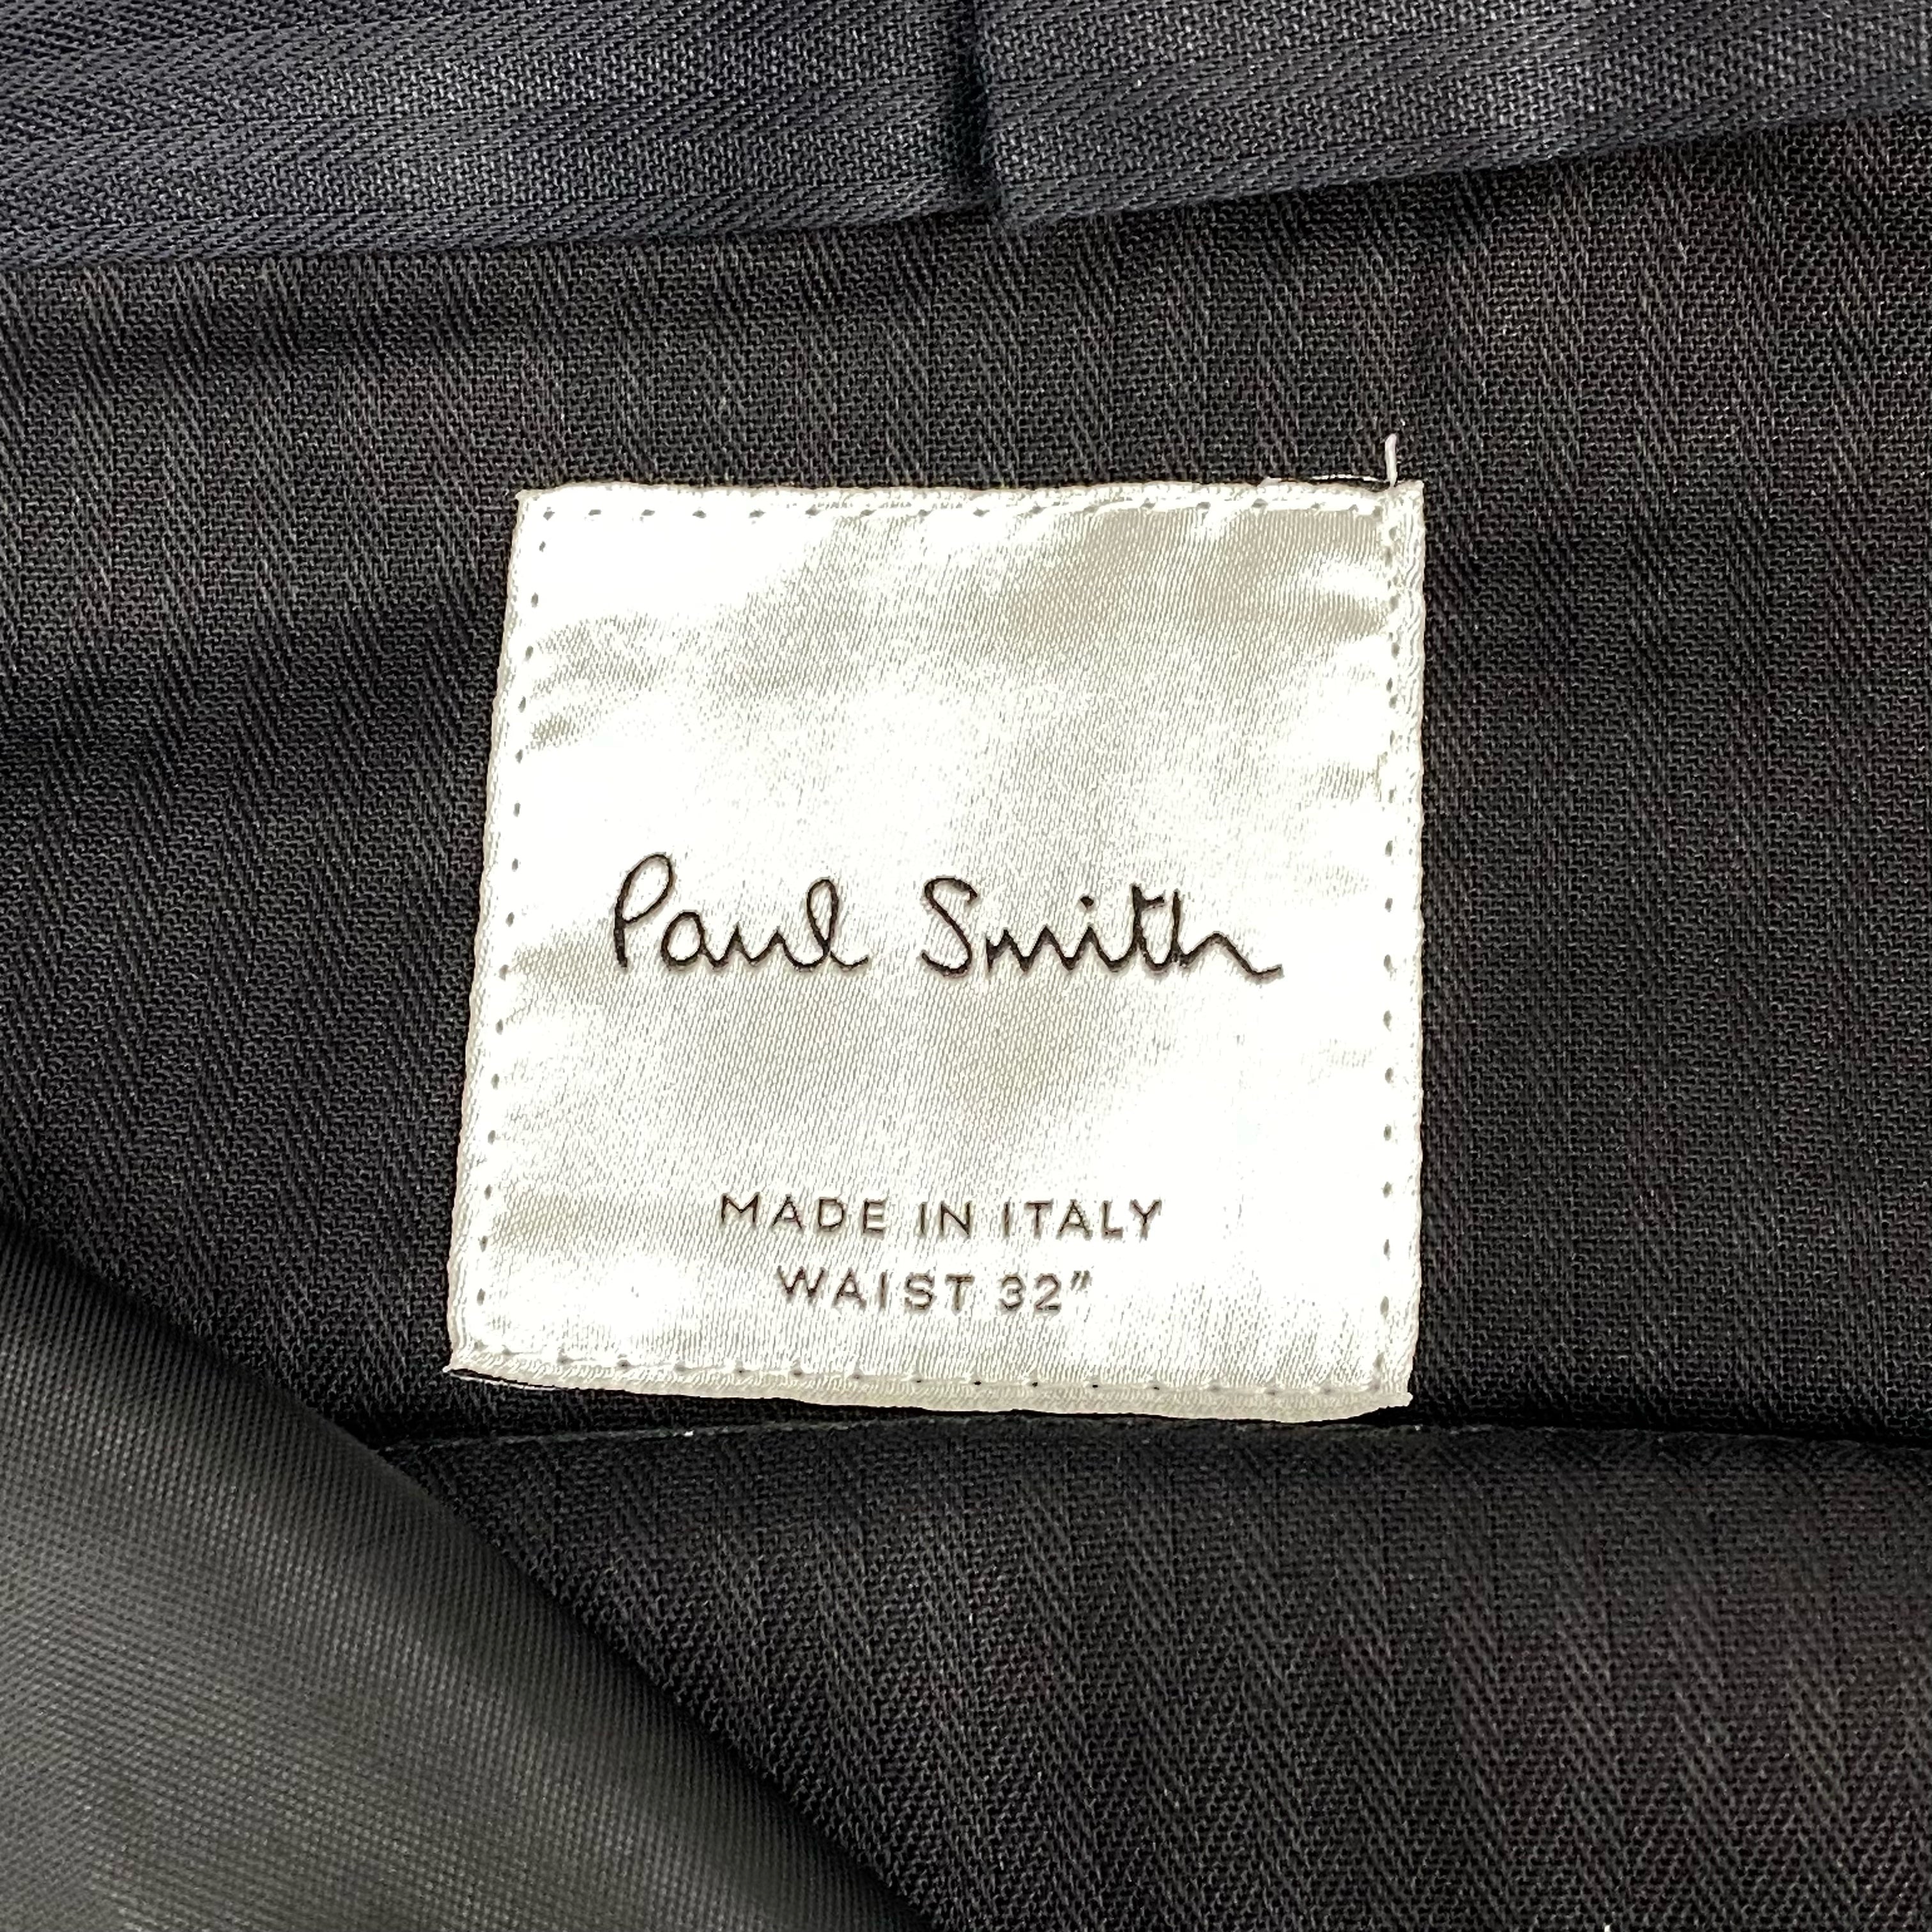 Paul Smith
MADE IN ITALY
WAIST 32"